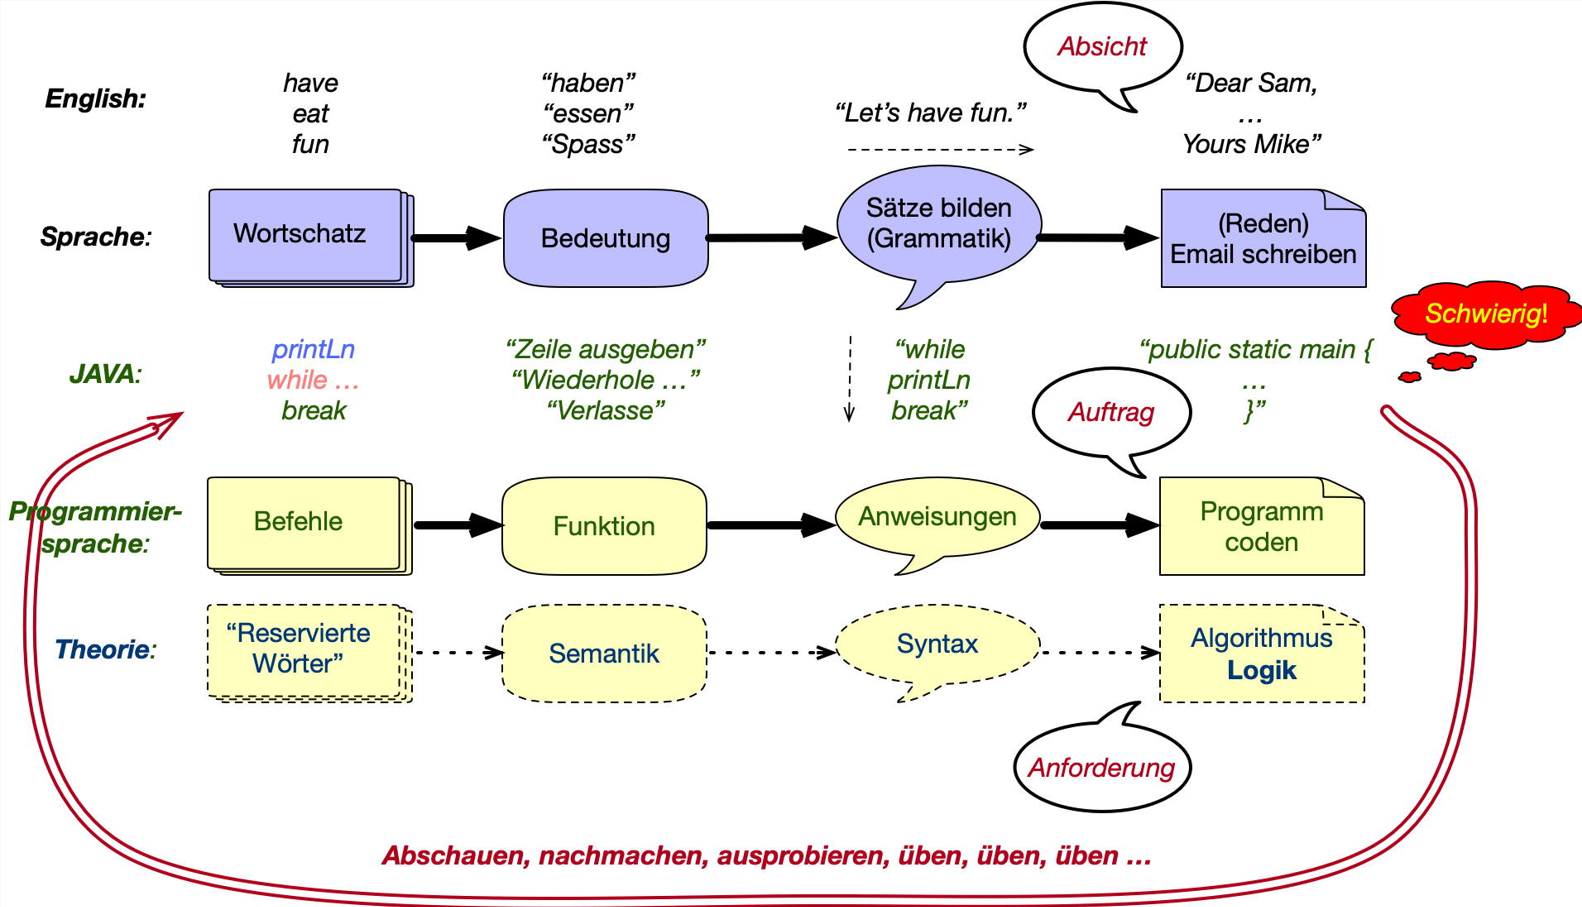 Absicht
English:
have
eat
fun
“haben”
“essen”
“Spass”
“Let’s have fun.”
“Dear Sam,
…
Yours Mike”
Sprache:
Wortschatz
Bedeutung
Sätze bilden
(Grammatik)
(Reden)
Email schreiben
Schwierig!
JAVA:
printLn
while …
break
“Zeile ausgeben”
“Wiederhole …”
“Verlasse”
“while
printLn
break”
“public static main {
…
}”
Auftrag
Programmier-
sprache:
Befehle
Funktion
Anweisungen
Programm
coden
Theorie:
“Reservierte
Wörter”
Semantik
Syntax
Algorithmus
Logik
Anforderung
Abschauen, nachmachen, ausprobieren, üben, üben, üben …